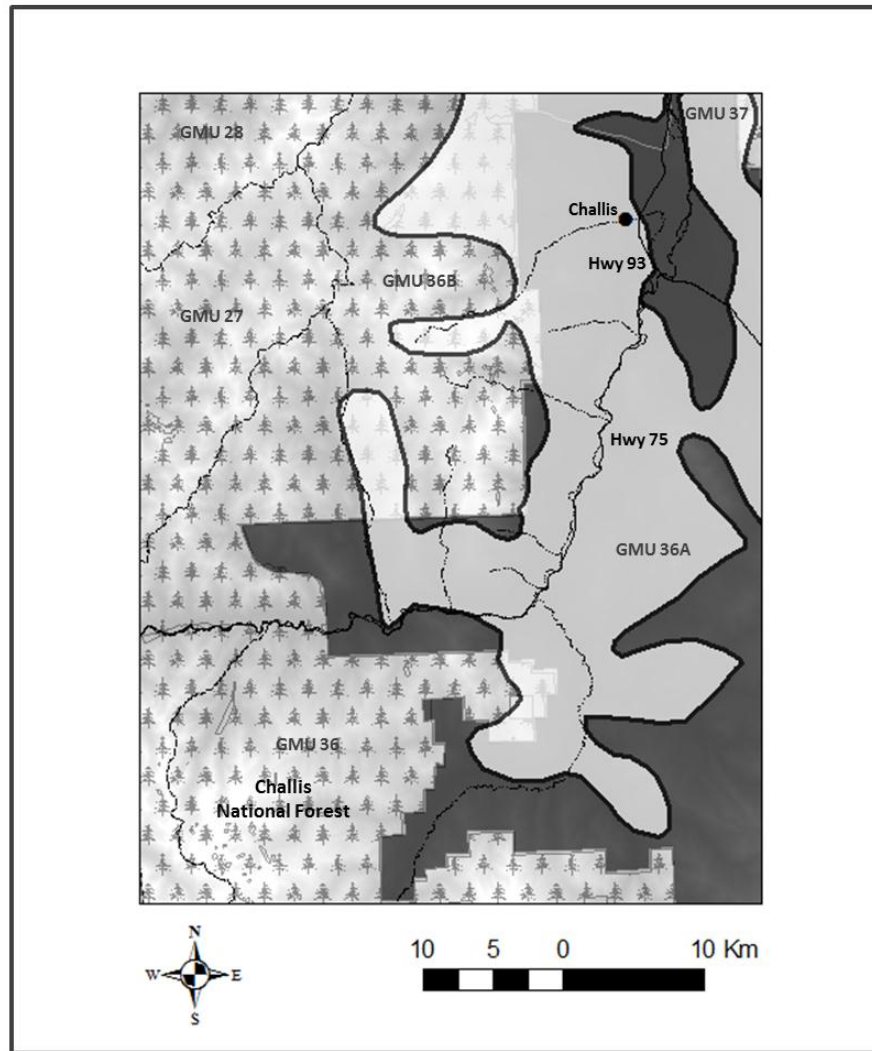 GMU 37
GMU 28
Challis
Hwy 93
GMU 36B
GMU 27
Hwy 75
GMU 36A
GMU 36
Challis
National Forest
N
W E
S
10 5 0 10 Km